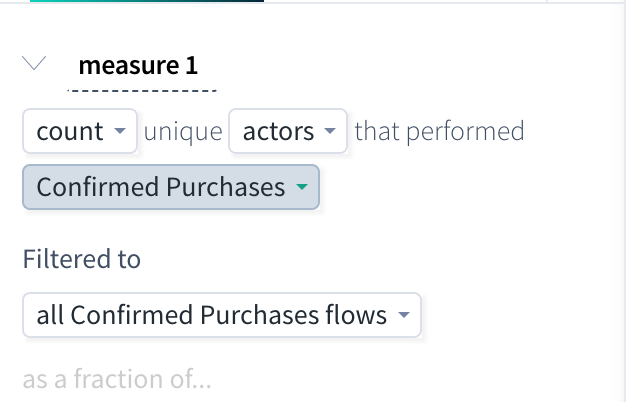 measure 1
count unique actors that performed
Confirmed Purchases
Filtered to
all Confirmed Purchases flows
as a fraction of...